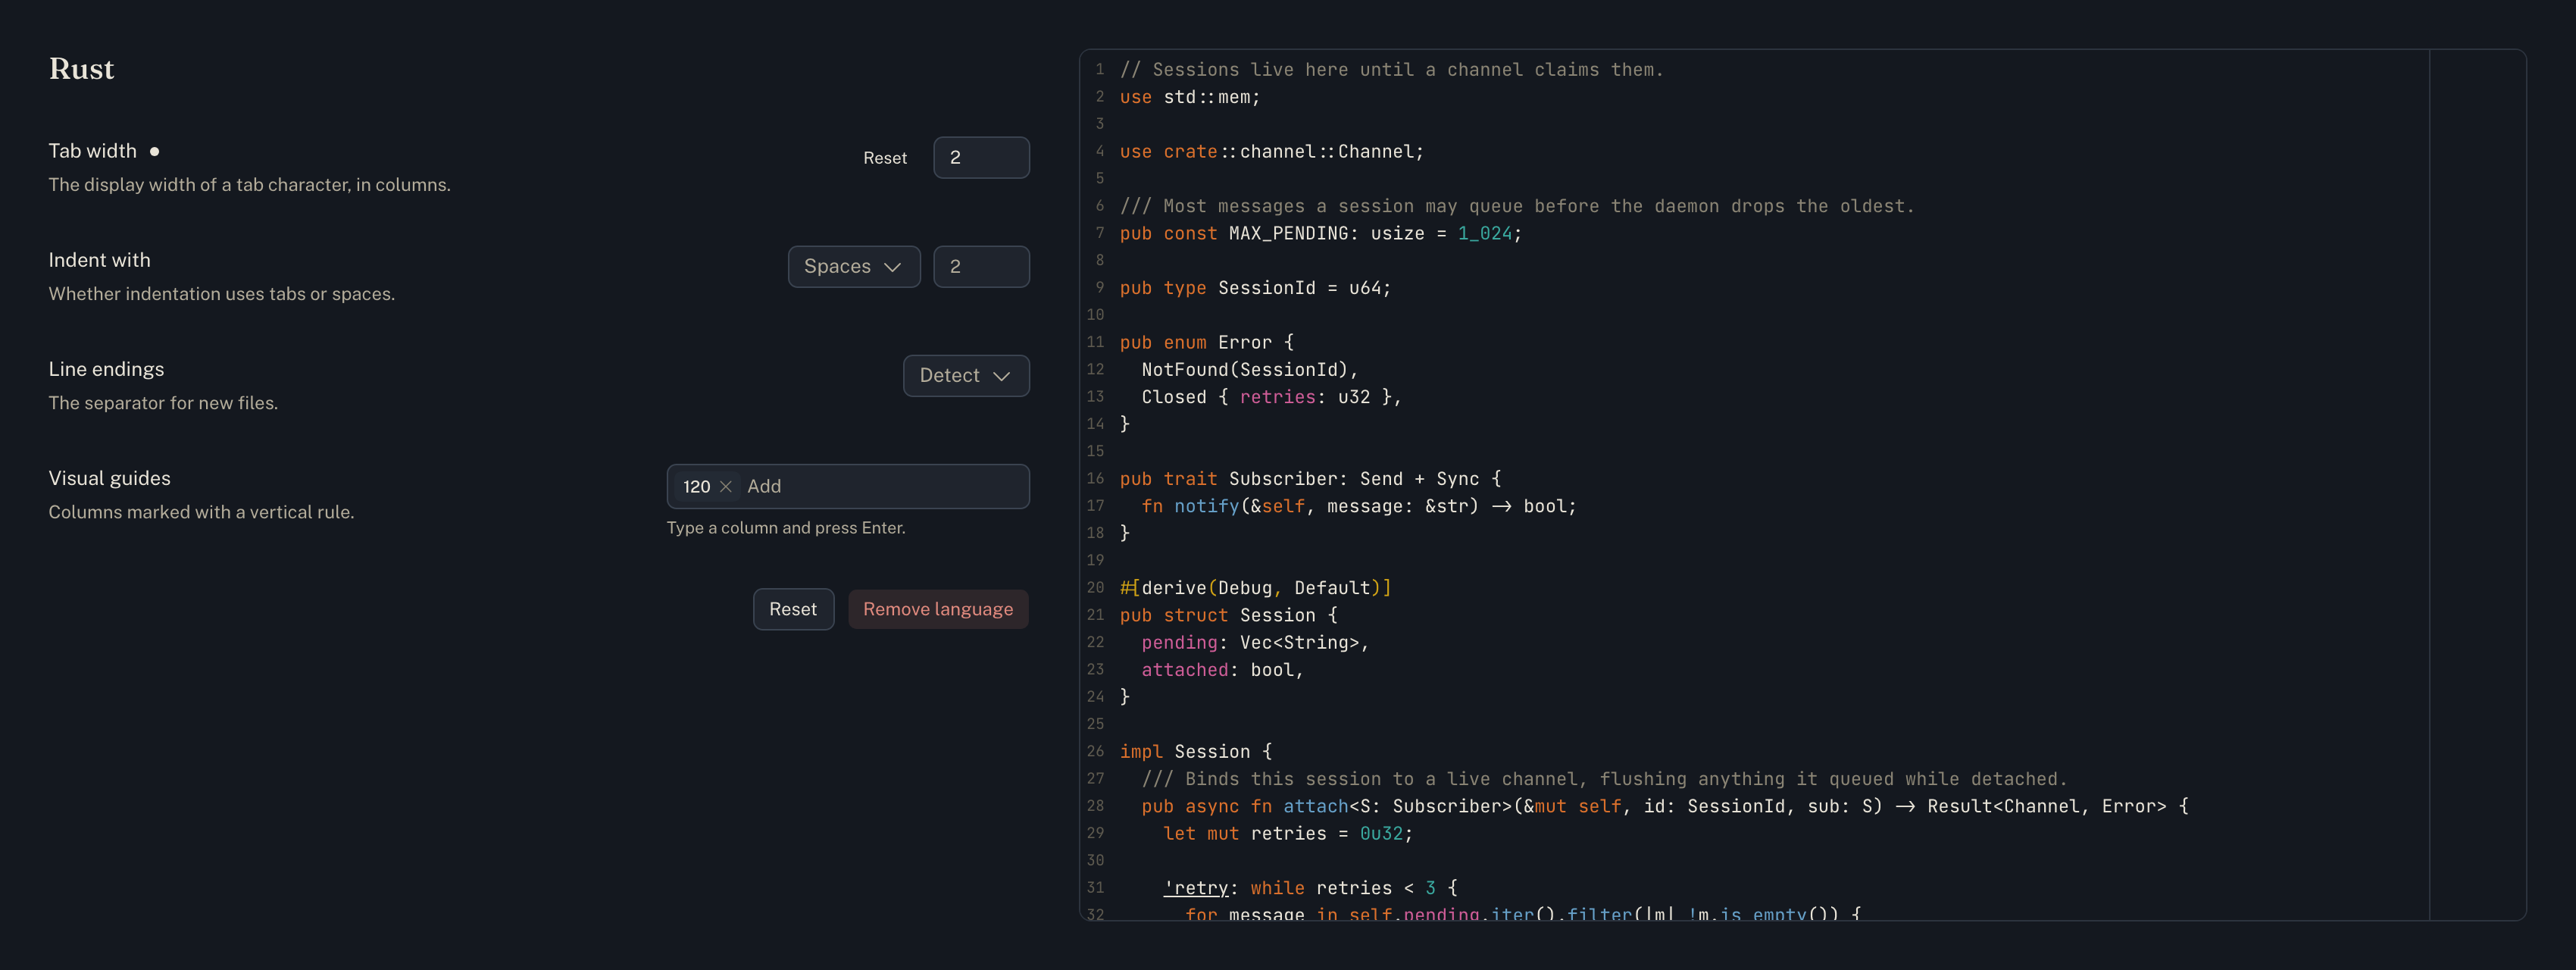 Rust
Tab width
The display width of a tab character, in columns.
Reset
2
Indent with
Whether indentation uses tabs or spaces.
Spaces
2
Line endings
The separator for new files.
Detect
Visual guides
Columns marked with a vertical rule.
120 × Add
Type a column and press Enter.
Reset
Remove language
1 // Sessions live here until a channel claims them.
2 use std::mem;
3
4 use crate::channel::Channel;
5
6 /// Most messages a session may queue before the daemon drops the oldest.
7 pub const MAX_PENDING: usize = 1_024;
8
9 pub type SessionId = u64;
10
11 pub enum Error {
12   NotFound(SessionId),
13   Closed { retries: u32 },
14 }
15
16 pub trait Subscriber: Send + Sync {
17   fn notify(&self, message: &str) -> bool;
18 }
19
20 #[derive(Debug, Default)]
21 pub struct Session {
22   pending: Vec<String>,
23   attached: bool,
24 }
25
26 impl Session {
27   /// Binds this session to a live channel, flushing anything it queued while detached.
28   pub async fn attach<S: Subscriber>(&mut self, id: SessionId, sub: S) -> Result<Channel, Error> {
29     let mut retries = 0u32;
30
31     'retry: while retries < 3 {
32       for message in self.pending.iter().filter(|m| !m.is_empty()) {